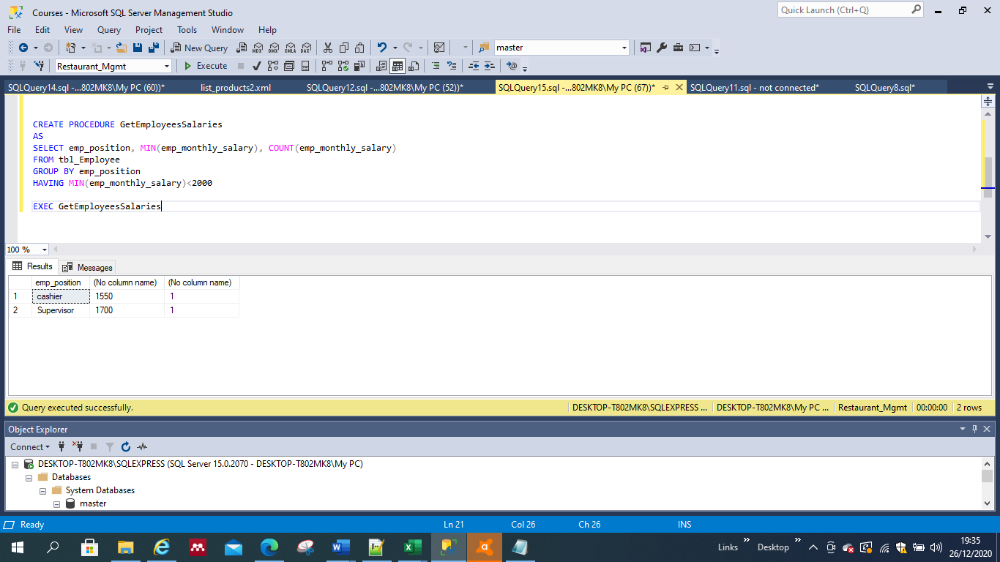 Courses - Microsoft SQL Server Management Studio
Quick Launch (Ctrl+Q)
File Edit View Query Project Tools Window Help
New Query MDX DMX XMLA DAX master
Restaurant_Mgmt Execute
SQLQuery14.sql -...802MK8\My PC (60))* list_products2.xml SQLQuery12.sql -...802MK8\My PC (52))* SQLQuery15.sql -...802MK8\My PC (67))* SQLQuery11.sql - not connected* SQLQuery8.sql*
CREATE PROCEDURE GetEmployeesSalaries
AS
SELECT emp_position, MIN(emp_monthly_salary), COUNT(emp_monthly_salary)
FROM tbl_Employee
GROUP BY emp_position
HAVING MIN(emp_monthly_salary)<2000
EXEC GetEmployeesSalaries
100 %
Results Messages
emp_position (No column name) (No column name)
1 cashier 1550 1
2 Supervisor 1700 1
Query executed successfully. DESKTOP-T802MK8\SQLEXPRESS ... DESKTOP-T802MK8\My PC ... Restaurant_Mgmt 00:00:00 2 rows
Object Explorer
Connect
DESKTOP-T802MK8\SQLEXPRESS (SQL Server 15.0.2070 - DESKTOP-T802MK8\My PC)
Databases
System Databases
master
Ready Ln 21 Col 26 Ch 26 INS
Links Desktop 19:35
26/12/2020